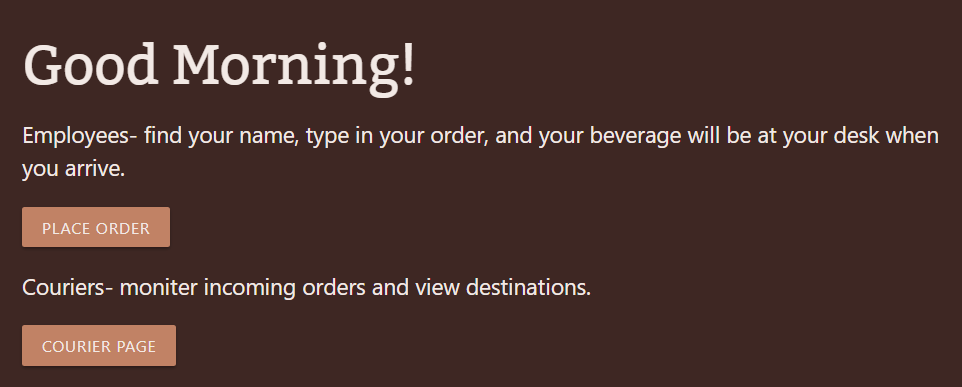 Good Morning!
Employees- find your name, type in your order, and your beverage will be at your desk when
you arrive.
PLACE ORDER
Couriers- moniter incoming orders and view destinations.
COURIER PAGE